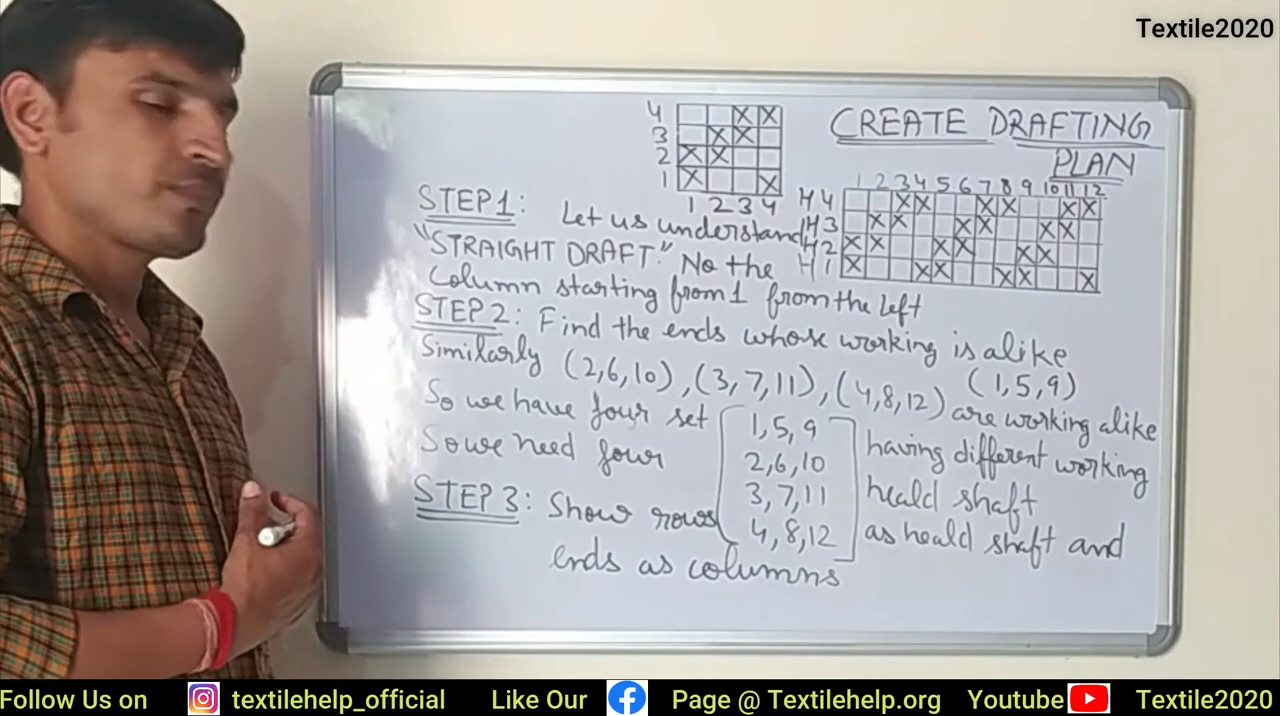 Textile2020
CREATE DRAFTING
PLAN
4 X X
3 X X
2 X X
1 X X
1 2 3 4
1 2 3 4 5 6 7 8 9 10 11 12
H 4 X X X X X X
H 3 X X X X X X
H 2 X X X X X X
H 1 X X X X X X
STEP1: Let us understand
"STRAIGHT DRAFT." No the
Column starting from 1 from the left
STEP 2: Find the ends whose working is alike
(1,5,9)
Similarly (2,6,10), (3,7,11), (4,8,12) are working alike
So we have four set 1,5,9 having different working
So we need four 2,6,10 heald shaft
3,7,11
4,8,12
STEP 3: Show rows as heald shaft and
ends as columns
Follow Us on textilehelp_official Like Our Page @ Textilehelp.org Youtube Textile2020